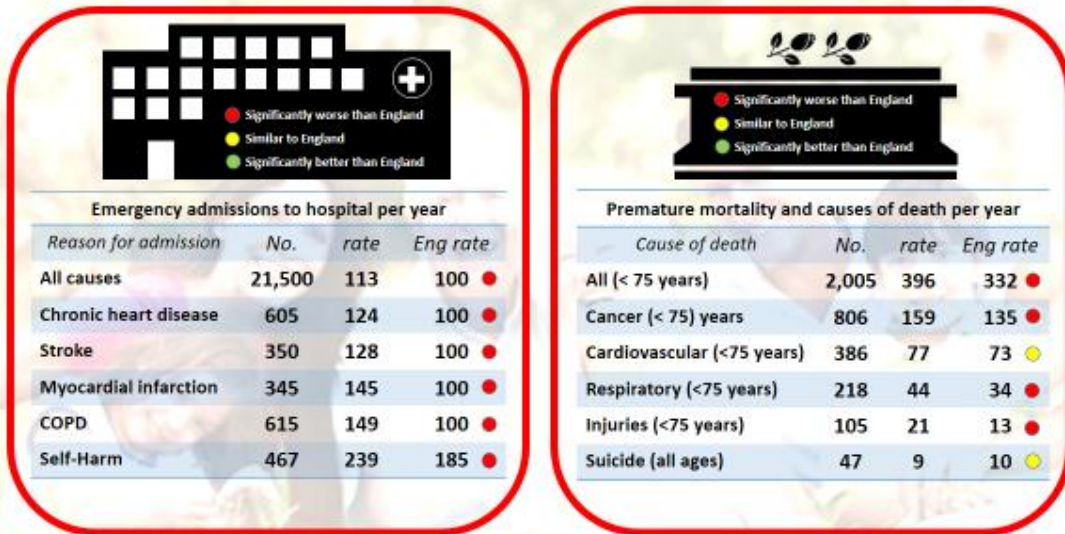 Significantly worse than England
Similar to England
Significantly better than England
Emergency admissions to hospital per year
Reason for admission No. rate Eng rate
All causes 21,500 113 100
Chronic heart disease 605 124 100
Stroke 350 128 100
Myocardial infarction 345 145 100
COPD 615 149 100
Self-Harm 467 239 185
Significantly worse than England
Similar to England
Significantly better than England
Premature mortality and causes of death per year
Cause of death No. rate Eng rate
All (< 75 years) 2,005 396 332
Cancer (< 75) years 806 159 135
Cardiovascular (<75 years) 386 77 73
Respiratory (<75 years) 218 44 34
Injuries (<75 years) 105 21 13
Suicide (all ages) 47 9 10